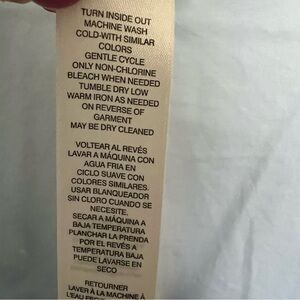 TURN INSIDE OUT
MACHINE WASH
COLD-WITH SIMILAR
COLORS
GENTLE CYCLE
ONLY NON-CHLORINE
BLEACH WHEN NEEDED
TUMBLE DRY LOW
WARM IRON AS NEEDED
ON REVERSE OF
GARMENT
MAY BE DRY CLEANED
VOLTEAR AL REVÉS
LAVAR A MÁQUINA CON
AGUA FRIA EN
CICLO SUAVE CON
COLORES SIMILARES.
USAR BLANQUEADOR
SIN CLORO CUANDO SE
NECESITE.
SECAR A MÁQUINA A
BAJA TEMPERATURA
PLANCHAR LA PRENDA
POR EL REVÉS A
TEMPERATURA BAJA
PUEDE LAVARSE EN
SECO
RETOURNER
LAVER À LA MACHINE À
L'EAU